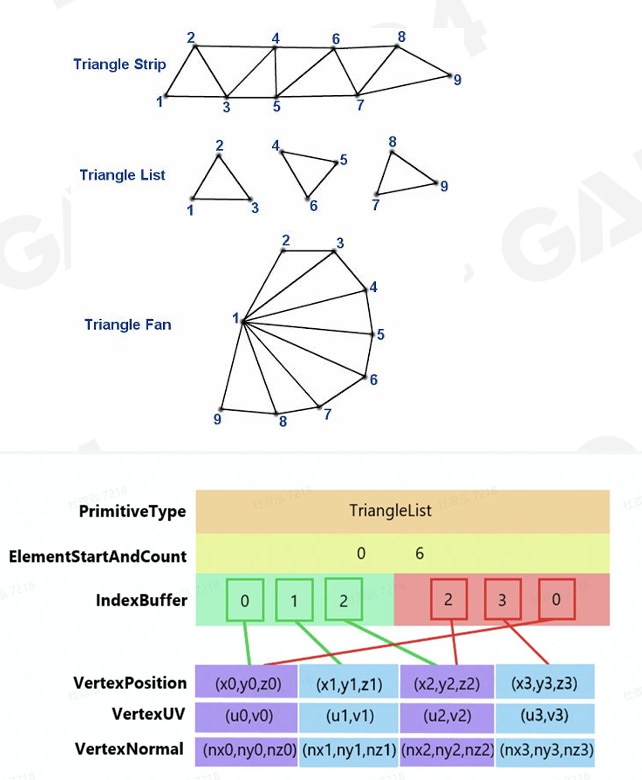 2 4 6 8
Triangle Strip
9
1 3 5 7
2 4 8
5
Triangle List
9
1 3 6 7
2 3
4
1
Triangle Fan
5
6
9 8 7
PrimitiveType TriangleList
ElementStartAndCount 0 6
IndexBuffer 0 1 2 2 3 0
VertexPosition (x0,y0,z0) (x1,y1,z1) (x2,y2,z2) (x3,y3,z3)
VertexUV (u0,v0) (u1,v1) (u2,v2) (u3,v3)
VertexNormal (nx0,ny0,nz0) (nx1,ny1,nz1) (nx2,ny2,nz2) (nx3,ny3,nz3)